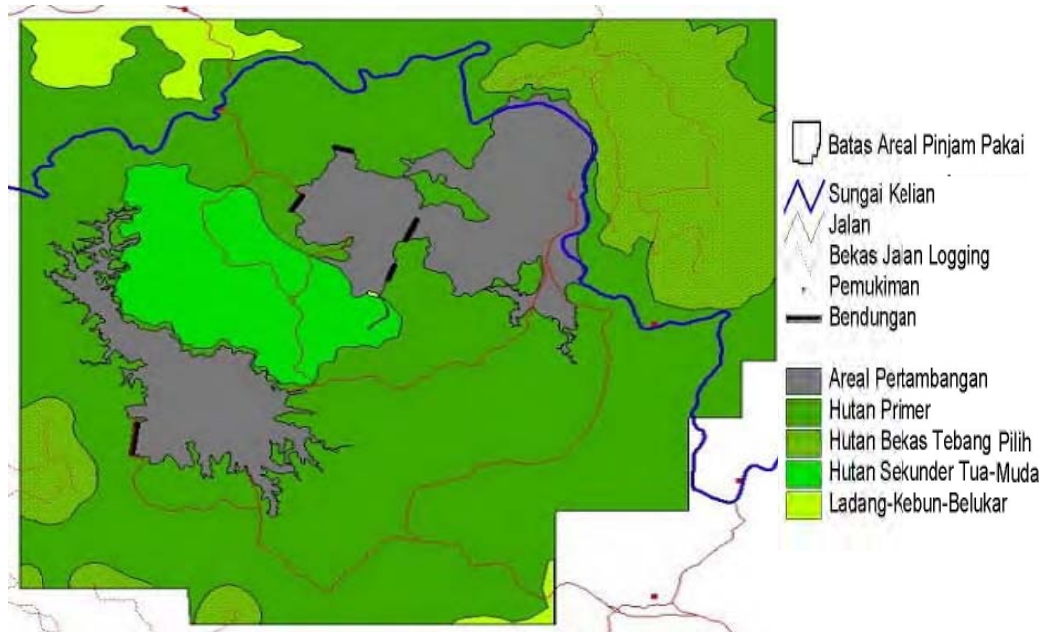 Batas Areal Pinjam Pakai
Sungai Kelian
Jalan
Bekas Jalan Logging
Pemukiman
Bendungan
Areal Pertambangan
Hutan Primer
Hutan Bekas Tebang Pilih
Hutan Sekunder Tua-Muda
Ladang-Kebun-Belukar